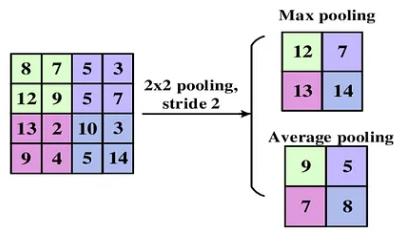 Max pooling
8 7 5 3
12 9 5 7
13 2 10 3
9 4 5 14
2x2 pooling,
stride 2
12 7
13 14
Average pooling
9 5
7 8